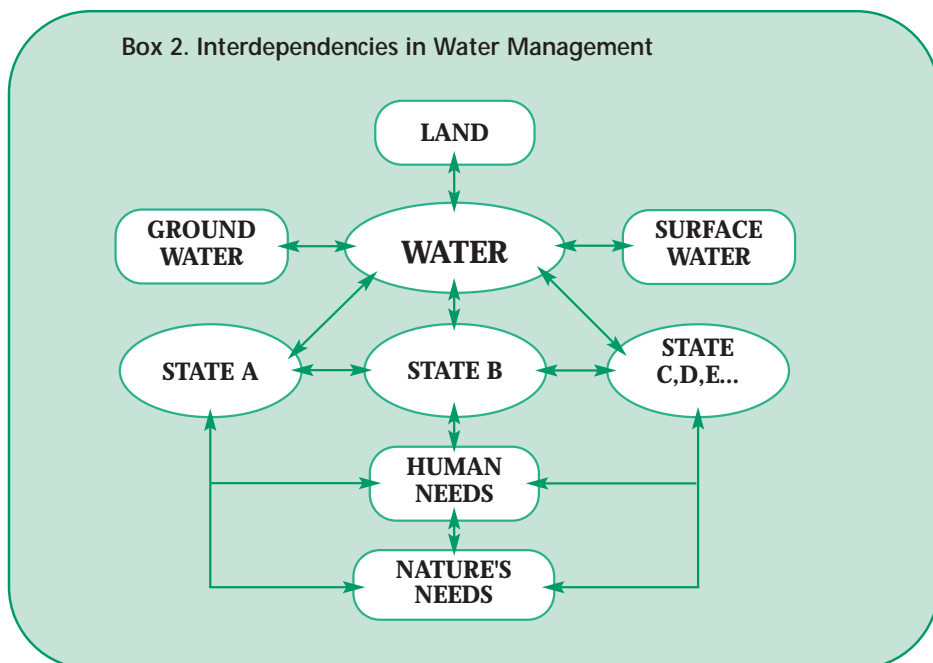 Box 2. Interdependencies in Water Management
LAND
GROUND
WATER
WATER
SURFACE
WATER
STATE A
STATE B
STATE
C,D,E...
HUMAN
NEEDS
NATURE'S
NEEDS